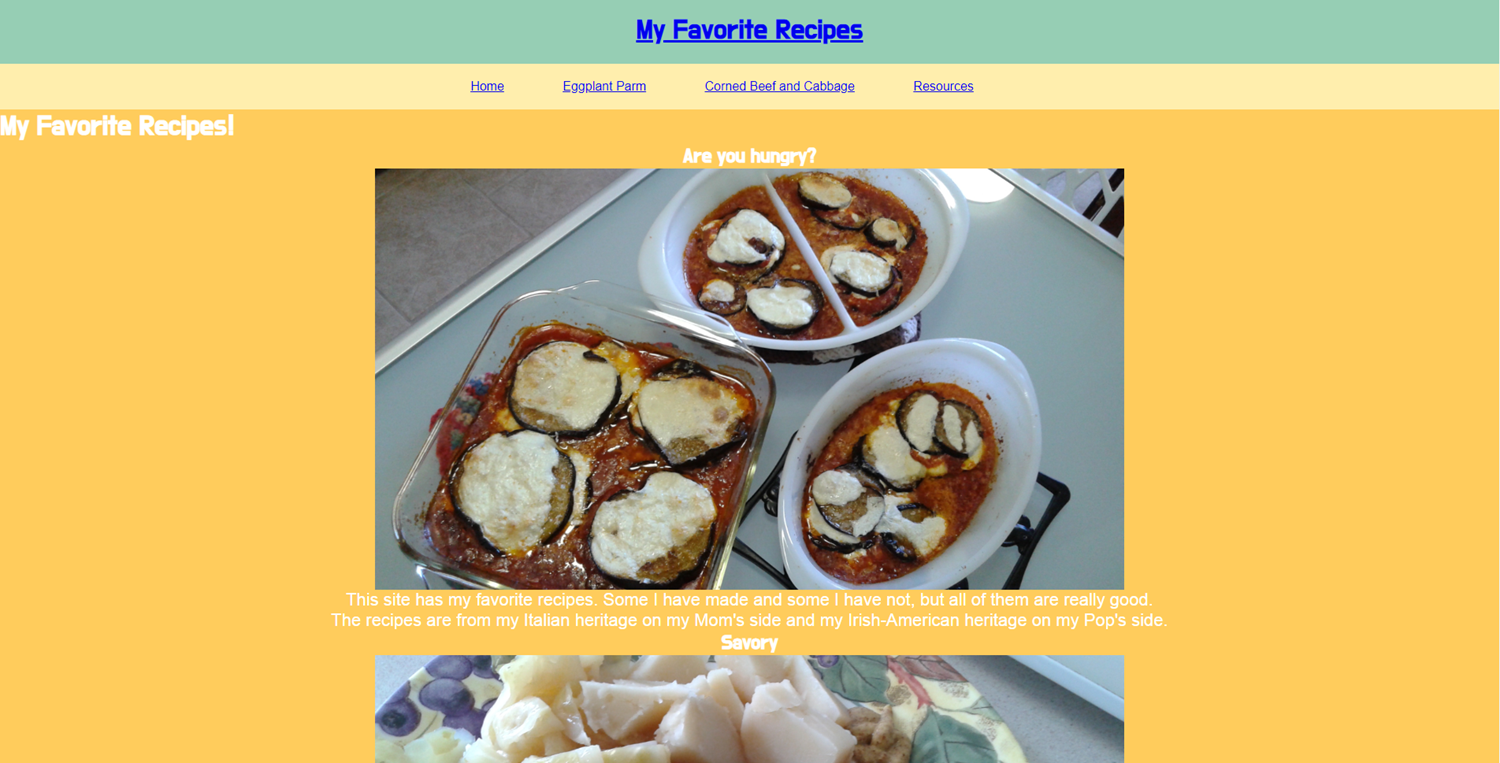 My Favorite Recipes
Home Eggplant Parm Corned Beef and Cabbage Resources
My Favorite Recipes!
Are you hungry?
This site has my favorite recipes. Some I have made and some I have not, but all of them are really good.
The recipes are from my Italian heritage on my Mom's side and my Irish-American heritage on my Pop's side.
Savory